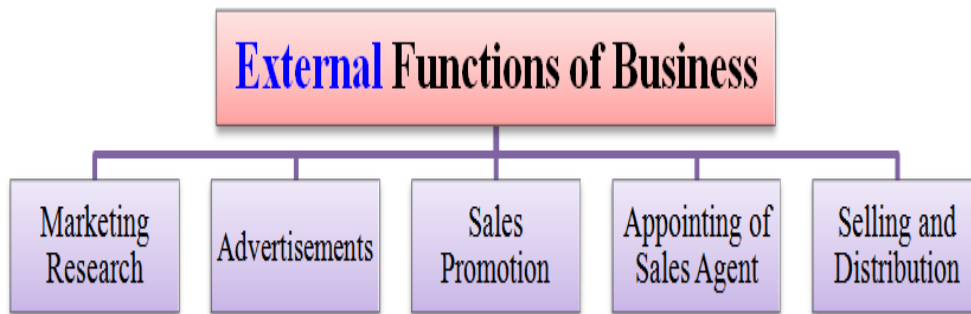 External Functions of Business
Marketing
Research
Advertisements
Sales
Promotion
Appointing of
Sales Agent
Selling and
Distribution